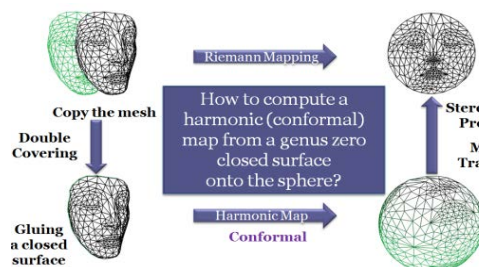 Riemann Mapping
Copy the mesh
Double
Covering
How to compute a
harmonic (conformal)
map from a genus zero
closed surface
onto the sphere?
Gluing
a closed
surface
Harmonic Map
Conformal